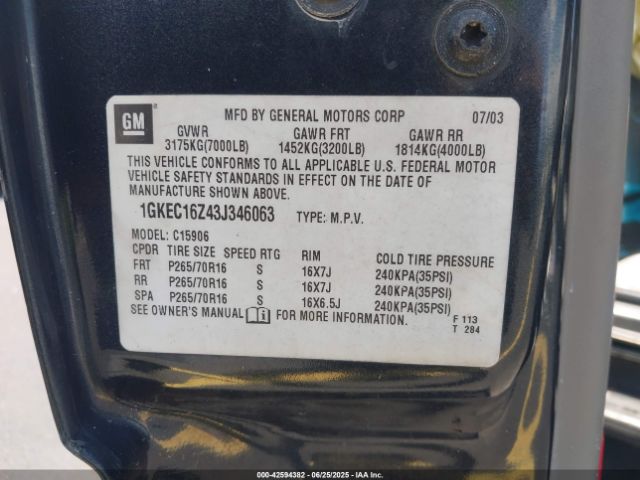 GM
MFD BY GENERAL MOTORS CORP 07/03
GVWR GAWR FRT GAWR RR
3175KG(7000LB) 1452KG(3200LB) 1814KG(4000LB)
THIS VEHICLE CONFORMS TO ALL APPLICABLE U.S. FEDERAL MOTOR
VEHICLE SAFETY STANDARDS IN EFFECT ON THE DATE OF
MANUFACTURE SHOWN ABOVE.
1GKEC16Z43J346063 TYPE: M.P.V.
MODEL: C15906
CPDR TIRE SIZE SPEED RTG RIM COLD TIRE PRESSURE
FRT P265/70R16 S 16X7J 240KPA(35PSI)
RR P265/70R16 S 16X7J 240KPA(35PSI)
SPA P265/70R16 S 16X6.5J 240KPA(35PSI)
SEE OWNER'S MANUAL FOR MORE INFORMATION.
F 113
T 284
000-42594382 - 06/25/2025 - IAAI.COM